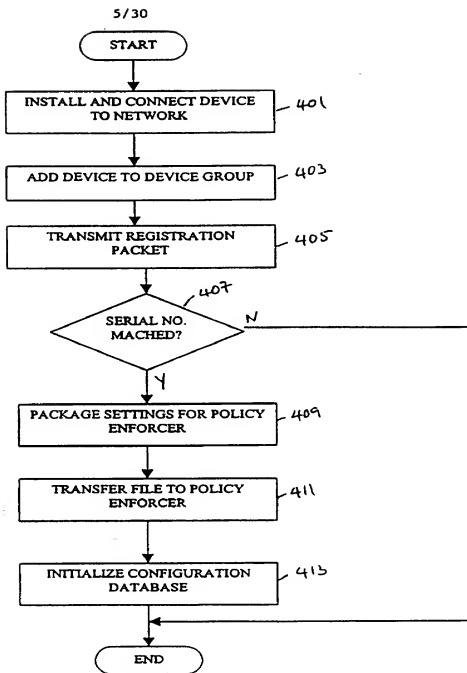 5/30
START
INSTALL AND CONNECT DEVICE
TO NETWORK
401
ADD DEVICE TO DEVICE GROUP
403
TRANSMIT REGISTRATION
PACKET
405
407
SERIAL NO.
MACHED?
N
Y
PACKAGE SETTINGS FOR POLICY
ENFORCER
409
TRANSFER FILE TO POLICY
ENFORCER
411
INITIALIZE CONFIGURATION
DATABASE
413
END